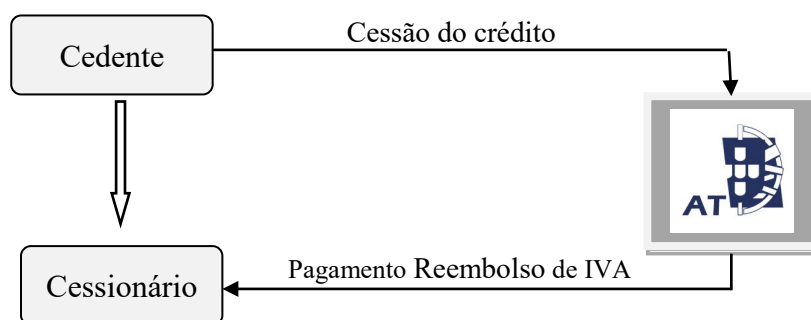 Cessão do crédito
Cedente
AT
Pagamento Reembolso de IVA
Cessionário